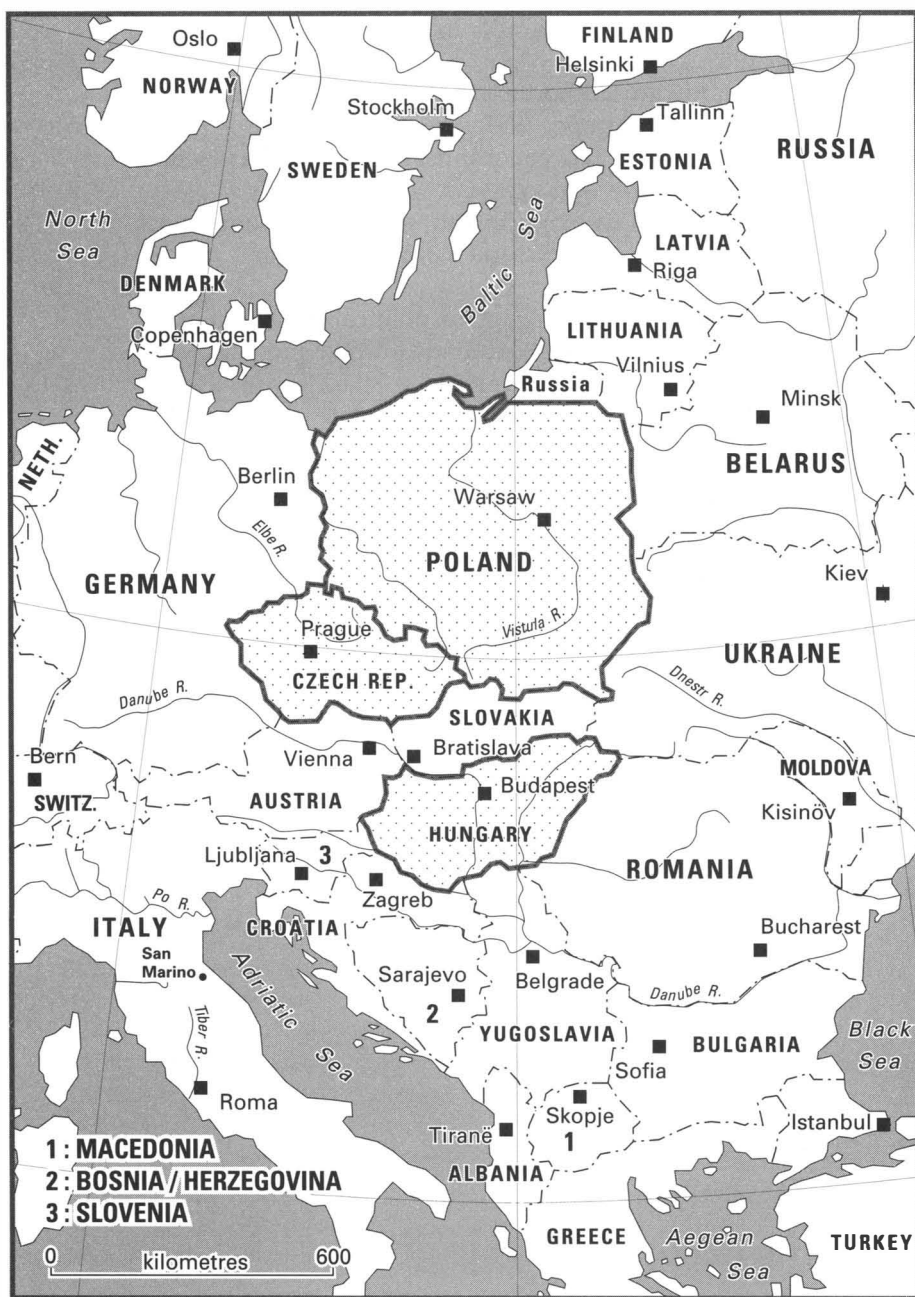 Oslo
NORWAY
FINLAND
Helsinki
Stockholm
Tallinn
SWEDEN
ESTONIA
RUSSIA
North
Sea
Baltic Sea
LATVIA
Riga
DENMARK
Copenhagen
LITHUANIA
Vilnius
Russia
Minsk
NETH.
BELARUS
Berlin
Warsaw
Elbe R.
POLAND
GERMANY
Kiev
Vistula R.
Prague
UKRAINE
CZECH REP.
Dnestr R.
Danube R.
SLOVAKIA
Vienna
Bratislava
Bern
MOLDOVA
SWITZ.
Budapest
AUSTRIA
Kisinöv
HUNGARY
Ljubljana
3
ROMANIA
Zagreb
Po R.
ITALY
CROATIA
San
Marino
Bucharest
Adriatic Sea
Sarajevo
2
Belgrade
Danube R.
Tiber R.
YUGOSLAVIA
BULGARIA
Black
Sea
Sofia
Roma
Skopje
1
Tiranë
Istanbul
ALBANIA
1 : MACEDONIA
2 : BOSNIA / HERZEGOVINA
3 : SLOVENIA
GREECE
Aegean
Sea
TURKEY
0 kilometres 600